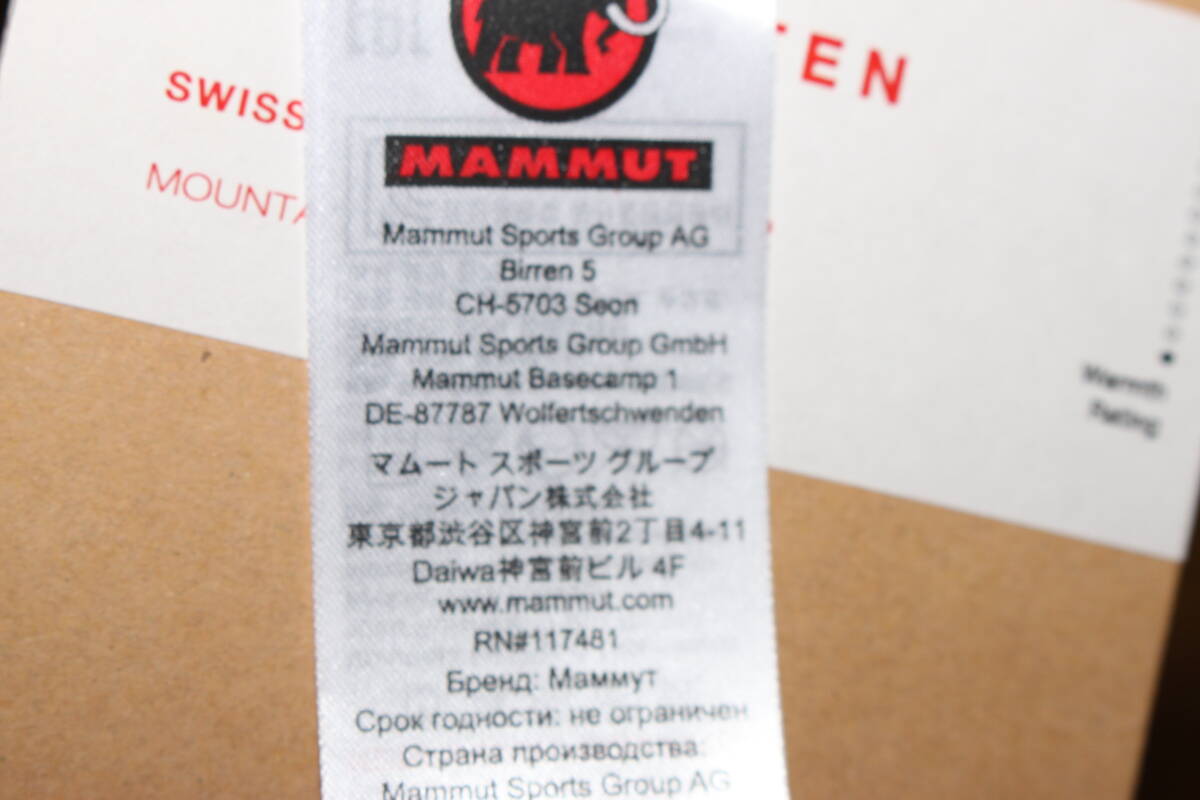 SWISS
TEN
MOUNTA
MAMMUT
Mammut Sports Group AG
Birren 5
CH-5703 Seon
Mammut Sports Group GmbH
Mammut Basecamp 1
DE-87787 Wolfertschwenden
マムート スポーツ グループ
ジャパン株式会社
東京都渋谷区神宮前2丁目4-11
Daiwa神宮前ビル 4F
www.mammut.com
RN#117481
Бренд: Маммут
Срок годности: не ограничен
Страна производства:
Mammut Sports Group AG
Warmth
Rating